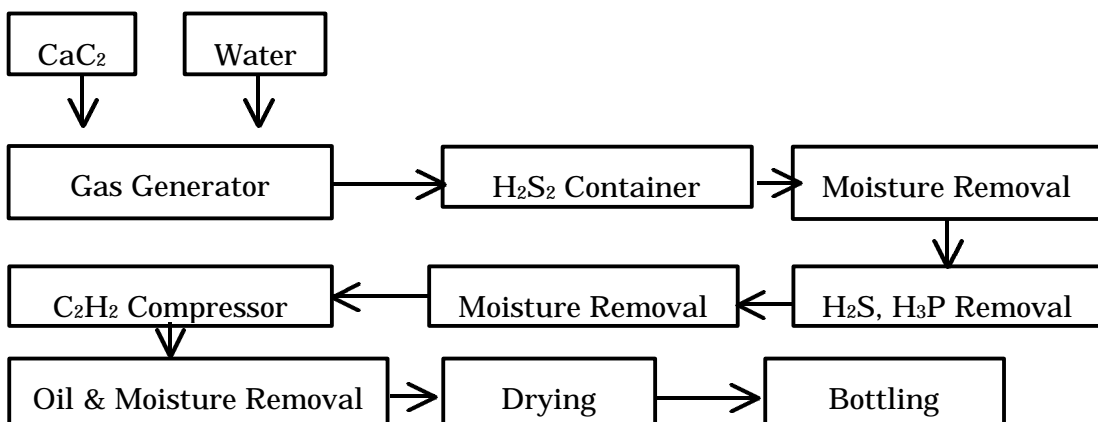 CaC₂
Water
Gas Generator
H₂S₂ Container
Moisture Removal
C₂H₂ Compressor
Moisture Removal
H₂S, H₃P Removal
Oil & Moisture Removal
Drying
Bottling